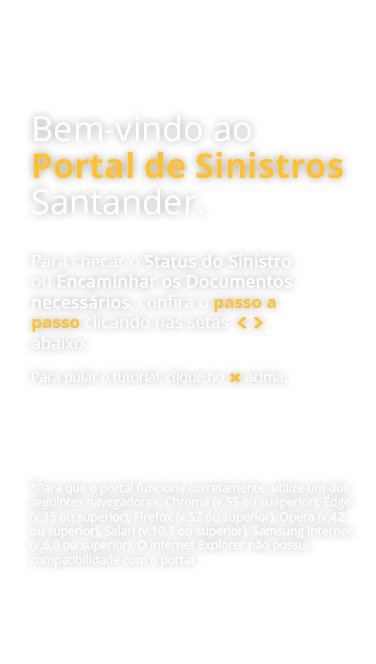 Bem-vindo ao
Portal de Sinistros
Santander.
Para checar o Status do Sinistro
ou Encaminhar os Documentos
necessários, confira o passo a
passo clicando nas setas < >
abaixo.
Para pular o tutorial, clique no ✖ acima.
*Para que o portal funcione corretamente, utilize um dos
seguintes navegadores: Chrome (v.55 ou suaperior), Edge
(v.15 ou superior), Firefox (v.52 ou superior), Opera (v.42
ou superior), Safari (v.10.1 ou superior), Samsung Internet
(v.6.0 ou superior). O Internet Explorer não possui
compatibilidade com o portal.